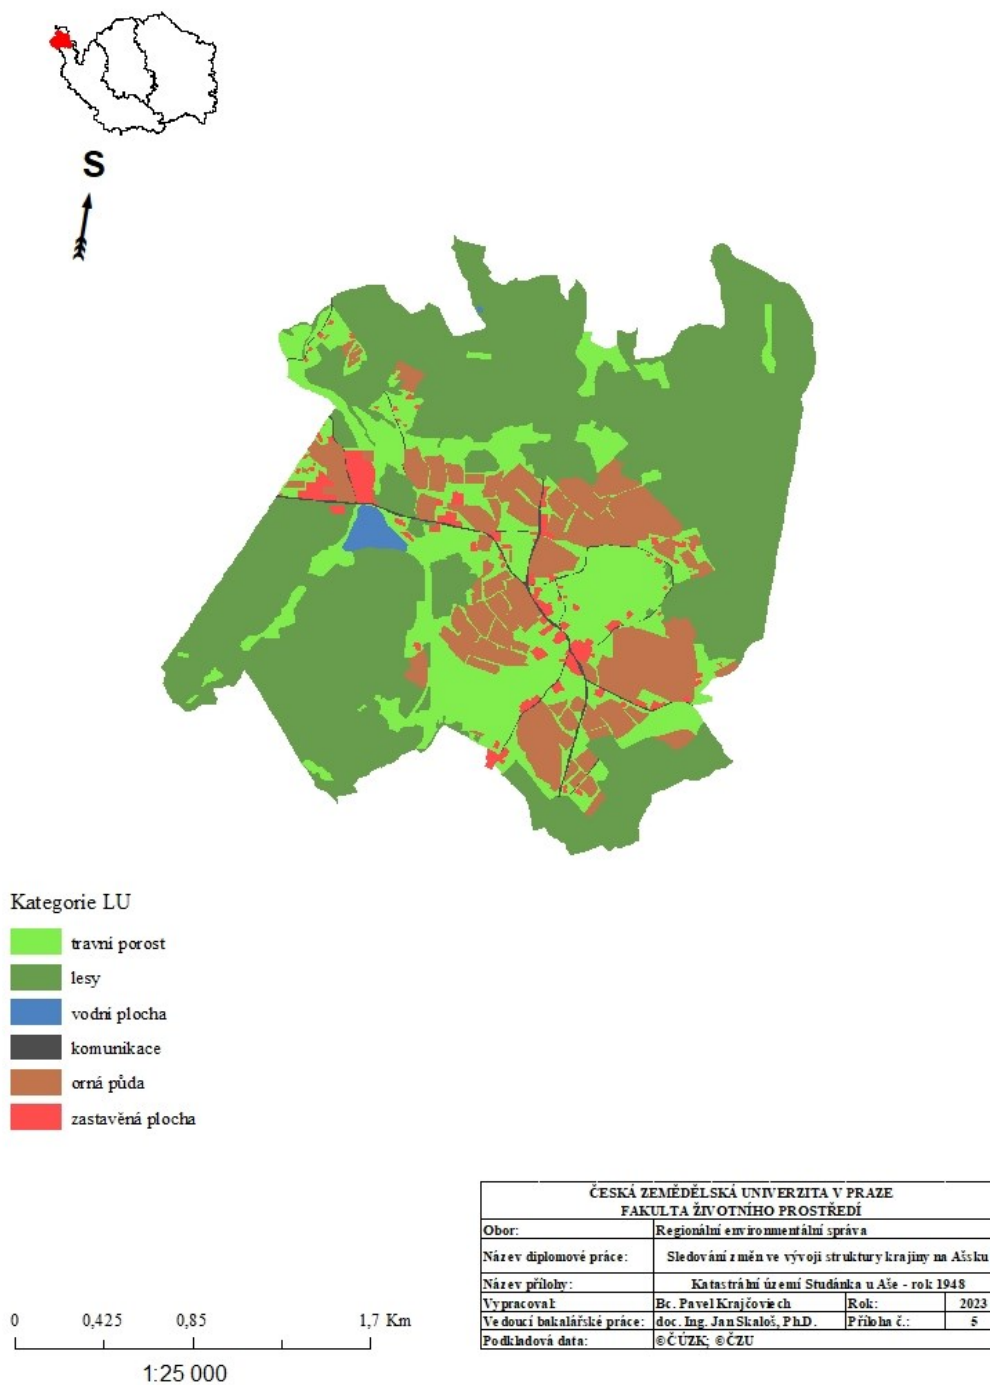 S
Kategorie LU
travní porost
lesy
vodní plocha
komunikace
orná půda
zastavěná plocha
ČESKÁ ZEMĚDĚLSKÁ UNIVERZITA V PRAZE
FAKULTA ŽIVOTNÍHO PROSTŘEDÍ
Obor: Regionální environmentální správa
Název diplomové práce: Sledování změn ve vývoji struktury krajiny na Ašsku
Název přílohy: Katastrální území Studánka u Aše - rok 1948
Vypracoval: Bc. Pavel Krajčoviech Rok: 2023
Vedoucí bakalářské práce: doc. Ing. Jan Skaloš, Ph.D. Příloha č.: 5
Podkladová data: ©ČÚZK; ©ČZU
0 0,425 0,85 1,7 Km
1:25 000